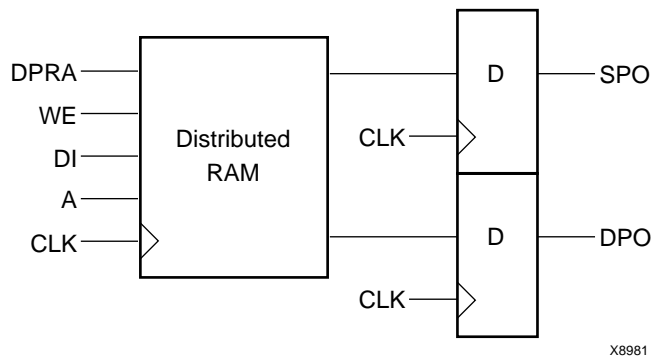 DPRA
WE
DI
A
CLK
Distributed
RAM
D
CLK
SPO
D
CLK
DPO
X8981